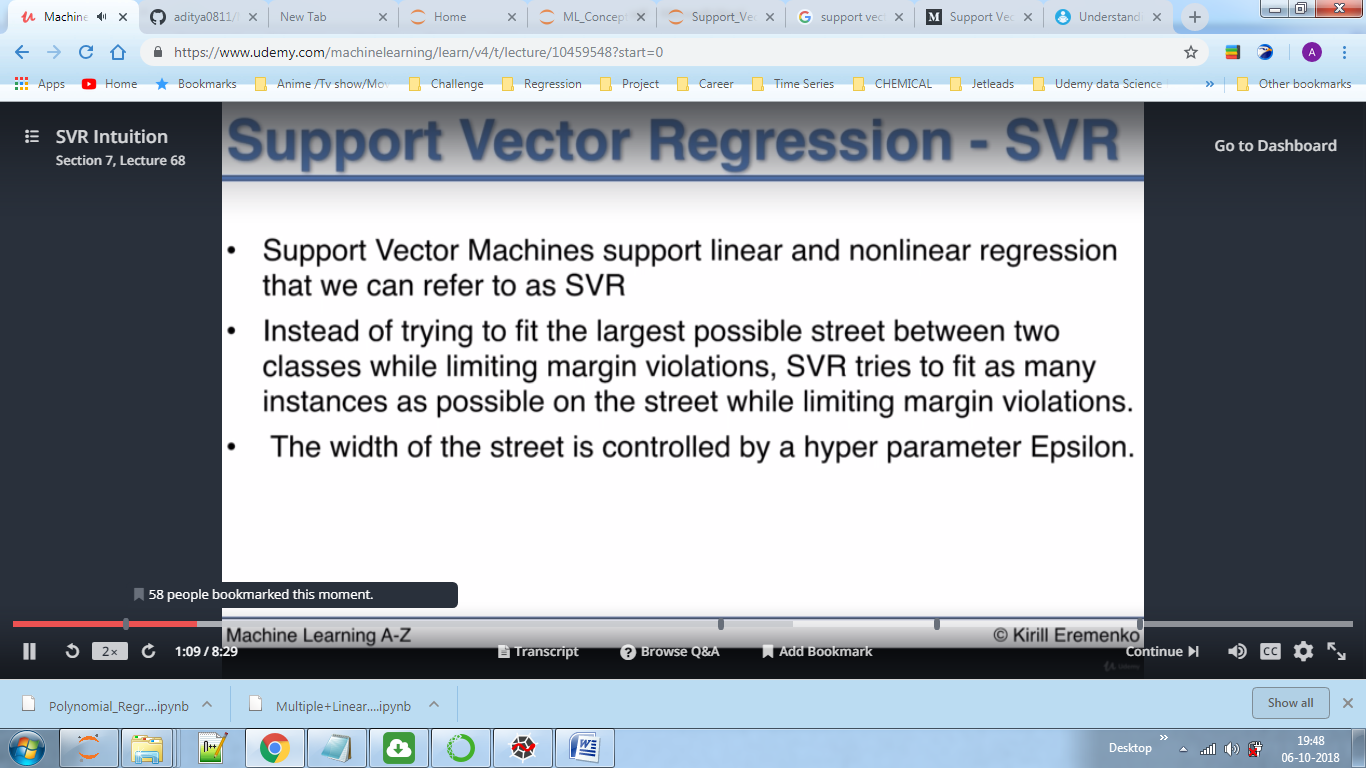 Machine
aditya0811/
New Tab
Home
ML_Concep
Support_Ve
support vec
Support Vec
Understand
https://www.udemy.com/machinelearning/learn/v4/t/lecture/10459548?start=0
A
Apps
Home
Bookmarks
Anime /Tv show/Mov
Challenge
Regression
Project
Career
Time Series
CHEMICAL
Jetleads
Udemy data Science
»
Other bookmarks
SVR Intuition
Section 7, Lecture 68
Go to Dashboard
Support Vector Regression - SVR
• Support Vector Machines support linear and nonlinear regression
that we can refer to as SVR
• Instead of trying to fit the largest possible street between two
classes while limiting margin violations, SVR tries to fit as many
instances as possible on the street while limiting margin violations.
• The width of the street is controlled by a hyper parameter Epsilon.
58 people bookmarked this moment.
Machine Learning A-Z
© Kirill Eremenko
2×
1:09 / 8:29
Transcript
Browse Q&A
Add Bookmark
Continue
CC
Polynomial_Regr....ipynb
Multiple+Linear....ipynb
Show all
Desktop
»
19:48
06-10-2018